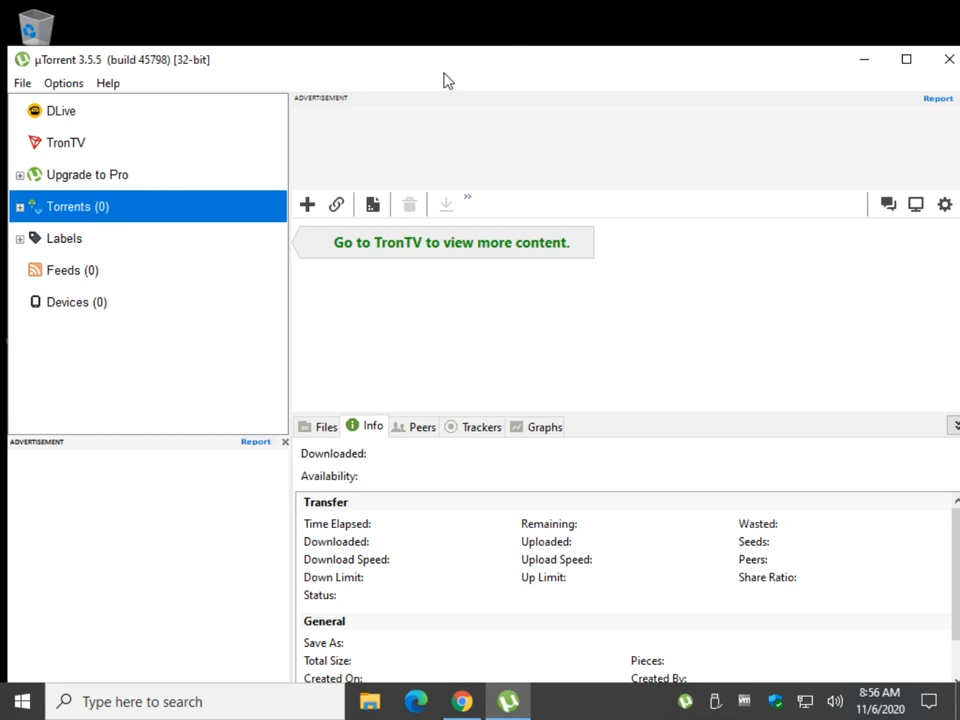 µTorrent 3.5.5 (build 45798) [32-bit]
File Options Help
DLive
TronTV
Upgrade to Pro
Torrents (0)
Labels
Feeds (0)
Devices (0)
ADVERTISEMENT Report
ADVERTISEMENT Report
Go to TronTV to view more content.
Files Info Peers Trackers Graphs
Downloaded:
Availability:
Transfer
Time Elapsed: Remaining: Wasted:
Downloaded: Uploaded: Seeds:
Download Speed: Upload Speed: Peers:
Down Limit: Up Limit: Share Ratio:
Status:
General
Save As:
Total Size: Pieces:
Created On: Created By:
Type here to search
8:56 AM
11/6/2020